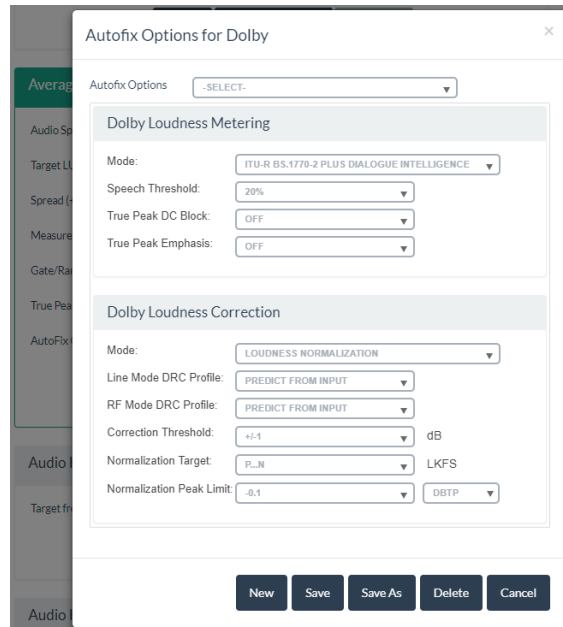 Autofix Options for Dolby
×
Autofix Options -SELECT-
Dolby Loudness Metering
Mode: ITU-R BS.1770-2 PLUS DIALOGUE INTELLIGENCE
Speech Threshold: 20%
True Peak DC Block: OFF
True Peak Emphasis: OFF
Dolby Loudness Correction
Mode: LOUDNESS NORMALIZATION
Line Mode DRC Profile: PREDICT FROM INPUT
RF Mode DRC Profile: PREDICT FROM INPUT
Correction Threshold: +/-1 dB
Normalization Target: P...N LKFS
Normalization Peak Limit: -0.1 DBTP
New Save Save As Delete Cancel
Averag
Audio Sp
Target LU
Spread (+
Measure
Gate/Ra
True Pea
AutoFix
Audio
Target fr
Audio